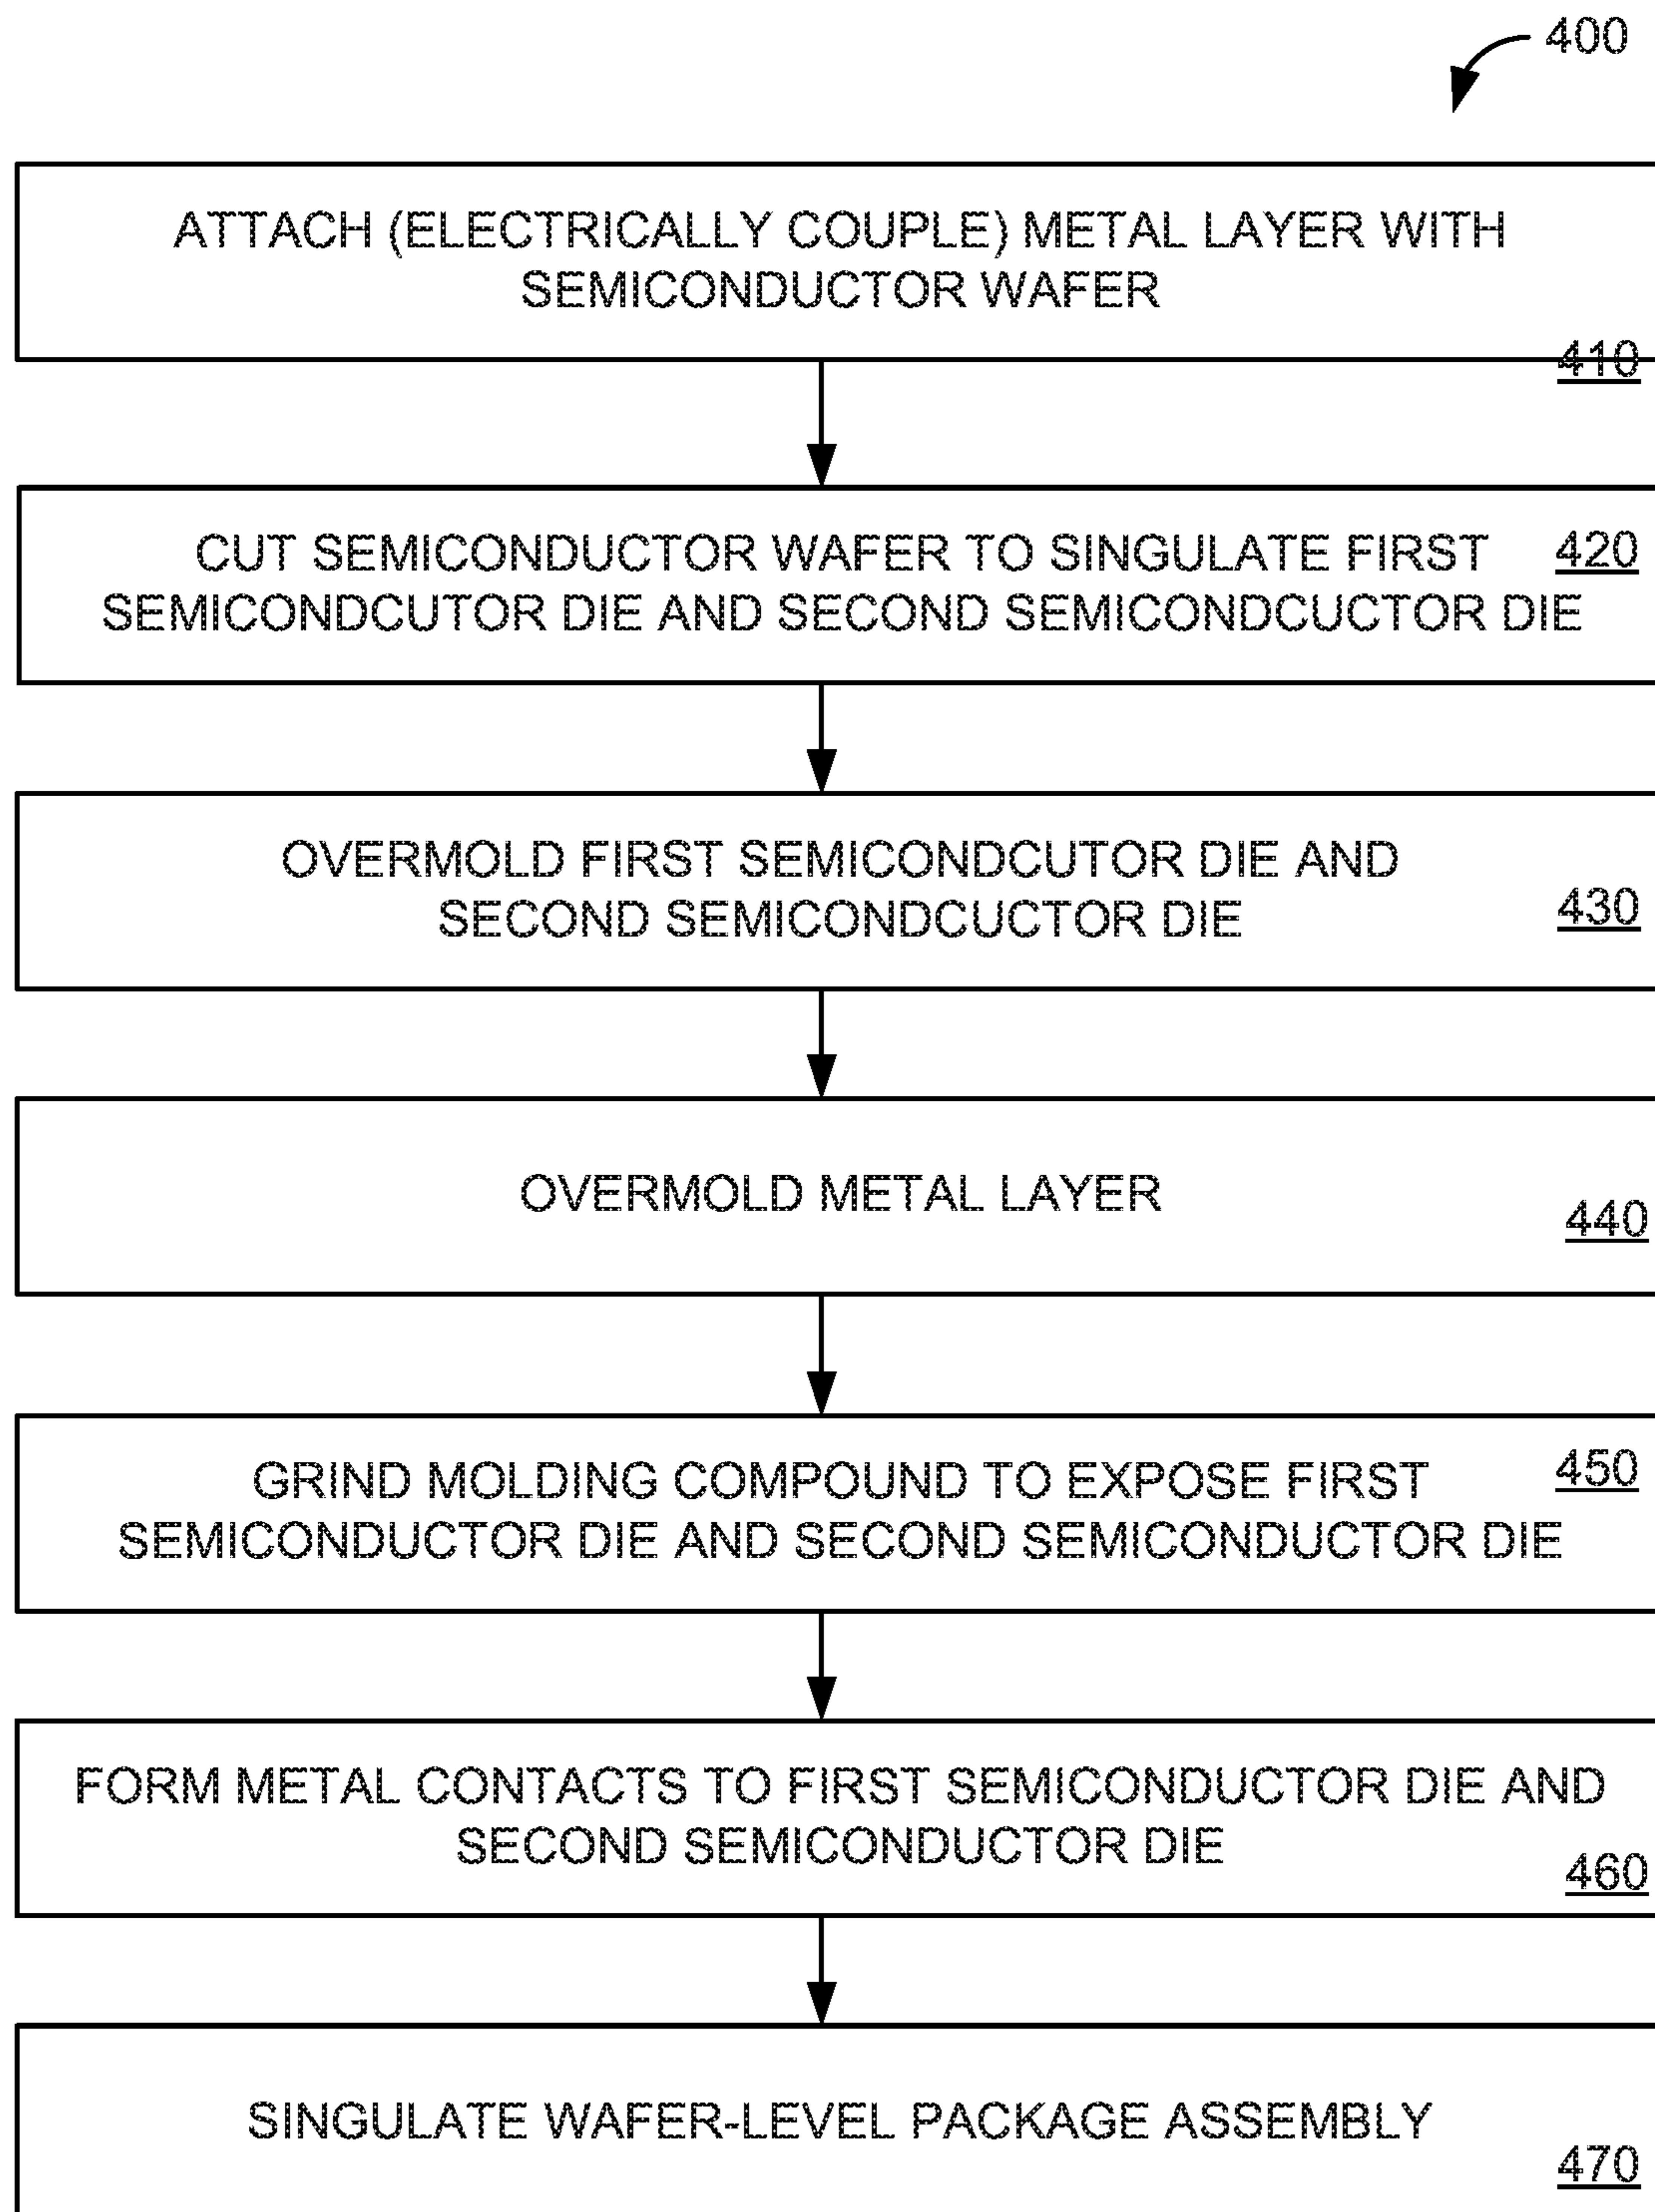 400
ATTACH (ELECTRICALLY COUPLE) METAL LAYER WITH
SEMICONDUCTOR WAFER
410
CUT SEMICONDUCTOR WAFER TO SINGULATE FIRST
420
SEMICONDCUTOR DIE AND SECOND SEMICONDCUCTOR DIE
OVERMOLD FIRST SEMICONDCUTOR DIE AND
SECOND SEMICONDCUCTOR DIE
430
OVERMOLD METAL LAYER
440
GRIND MOLDING COMPOUND TO EXPOSE FIRST
450
SEMICONDUCTOR DIE AND SECOND SEMICONDUCTOR DIE
FORM METAL CONTACTS TO FIRST SEMICONDUCTOR DIE AND
SECOND SEMICONDUCTOR DIE
460
SINGULATE WAFER-LEVEL PACKAGE ASSEMBLY
470